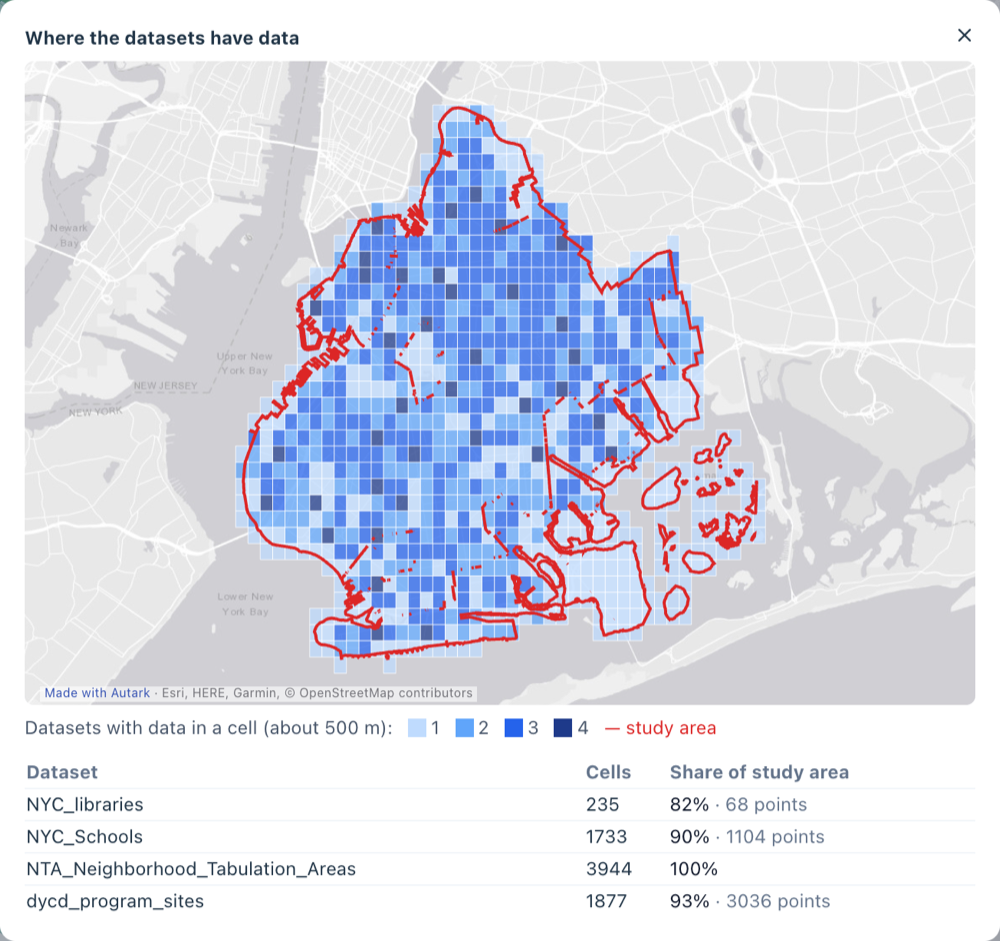 Where the datasets have data
Newark
Bay
Upper New
York Bay
NEW JERSEY
NEW YORK
Lower New
York Bay
Made with Autark · Esri, HERE, Garmin, © OpenStreetMap contributors
Datasets with data in a cell (about 500 m): 1 2 3 4 — study area
Dataset Cells Share of study area
NYC_libraries 235 82% · 68 points
NYC_Schools 1733 90% · 1104 points
NTA_Neighborhood_Tabulation_Areas 3944 100%
dycd_program_sites 1877 93% · 3036 points